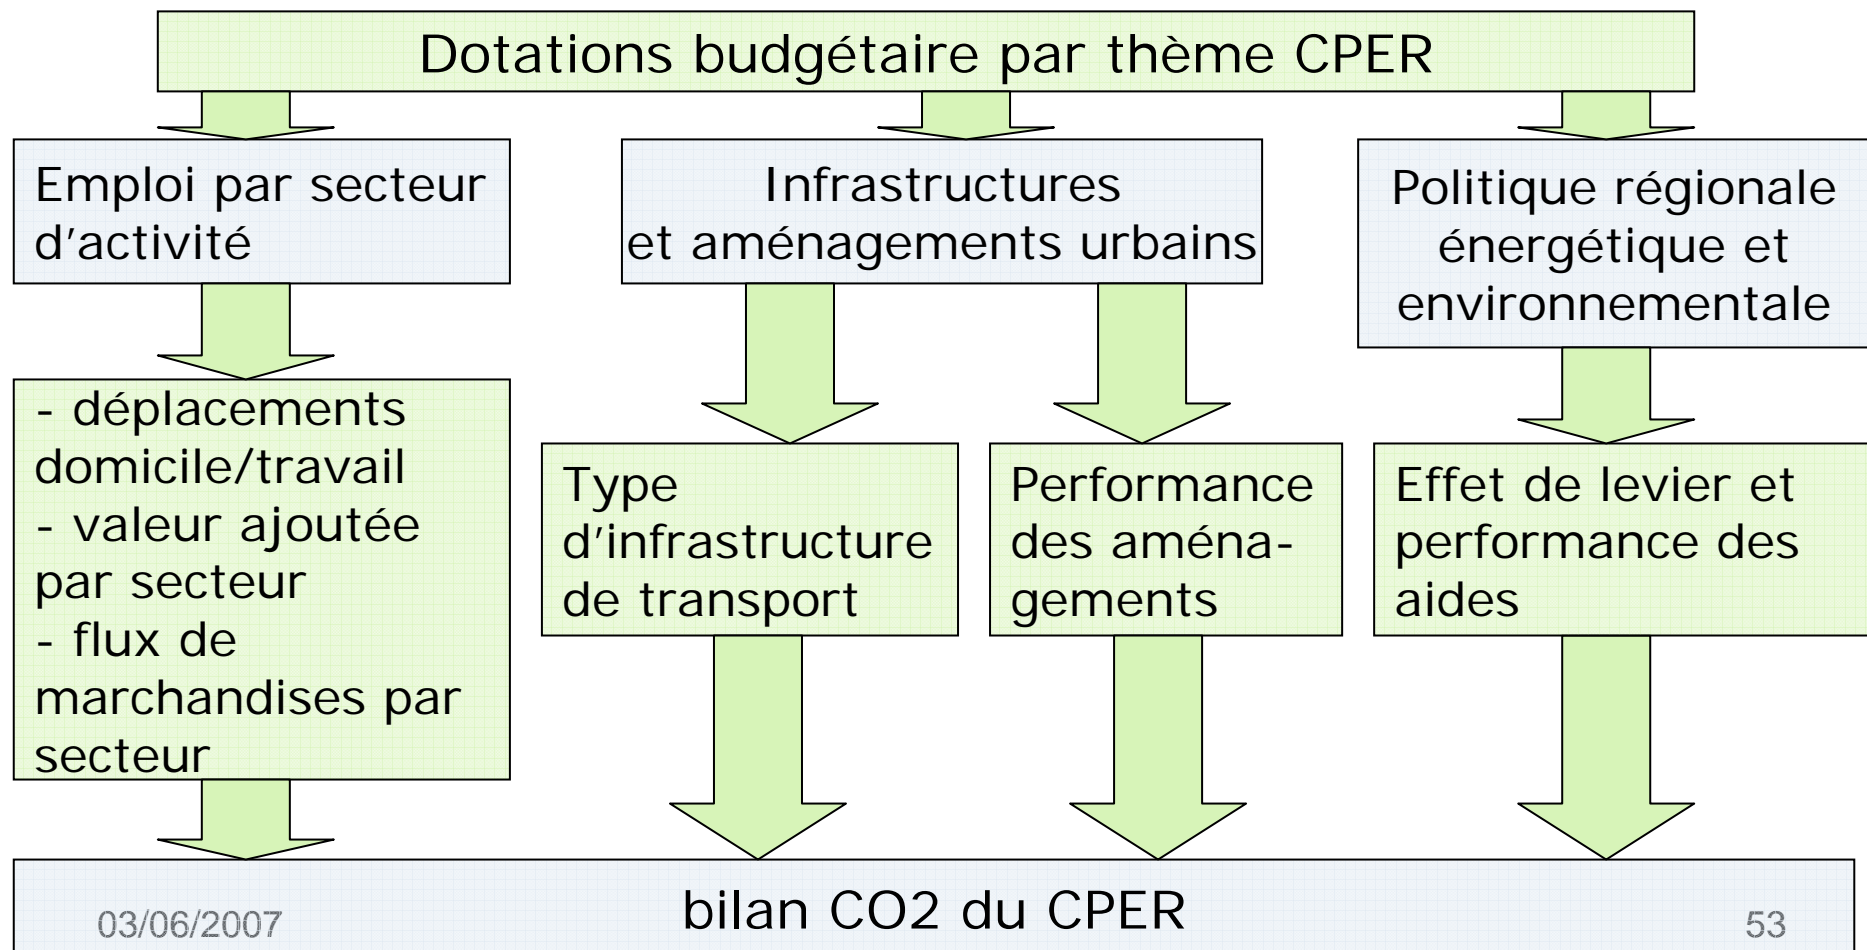 Dotations budgétaire par thème CPER
Emploi par secteur
d'activité
Infrastructures
et aménagements urbains
Politique régionale
énergétique et
environnementale
- déplacements
domicile/travail
- valeur ajoutée
par secteur
- flux de
marchandises par
secteur
Type
d'infrastructure
de transport
Performance
des aména-
gements
Effet de levier et
performance des
aides
bilan CO2 du CPER
03/06/2007
53